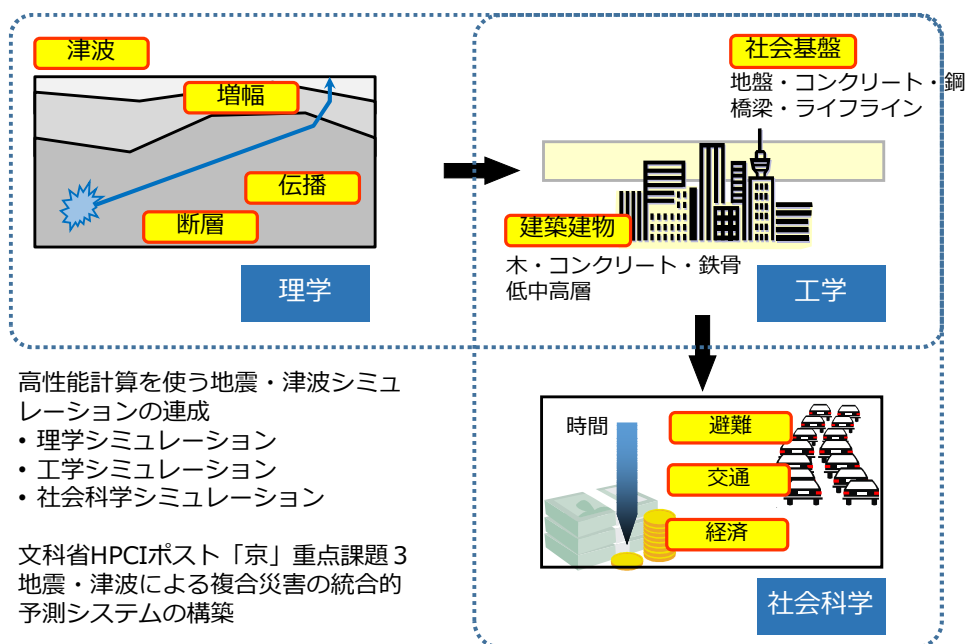 津波
増幅
伝播
断層
理学
社会基盤
地盤・コンクリート・鋼
橋梁・ライフライン
建築建物
木・コンクリート・鉄骨
低中高層
工学
高性能計算を使う地震・津波シミュ
レーションの連成
• 理学シミュレーション
• 工学シミュレーション
• 社会科学シミュレーション
文科省HPCIポスト「京」重点課題３
地震・津波による複合災害の統合的
予測システムの構築
時間
避難
交通
経済
社会科学